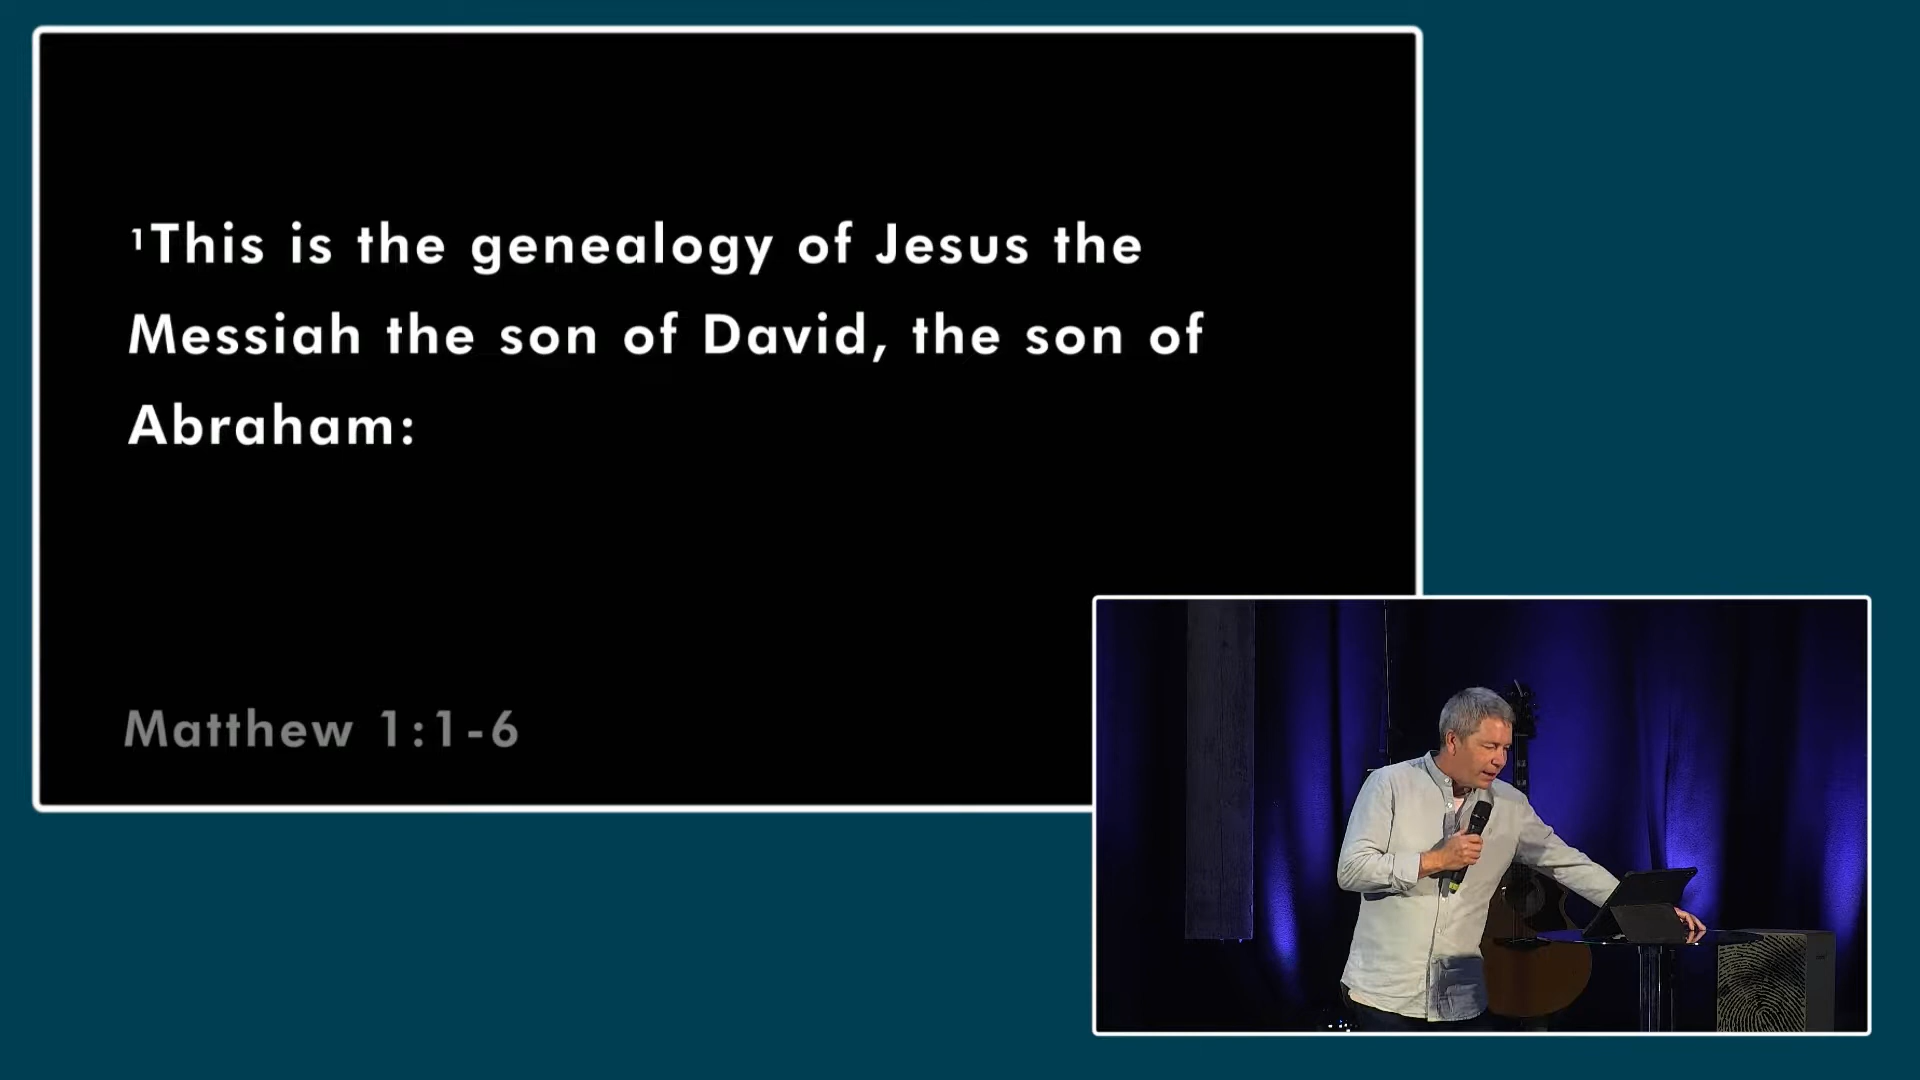 ¹This is the genealogy of Jesus the
Messiah the son of David, the son of
Abraham:
Matthew 1:1-6